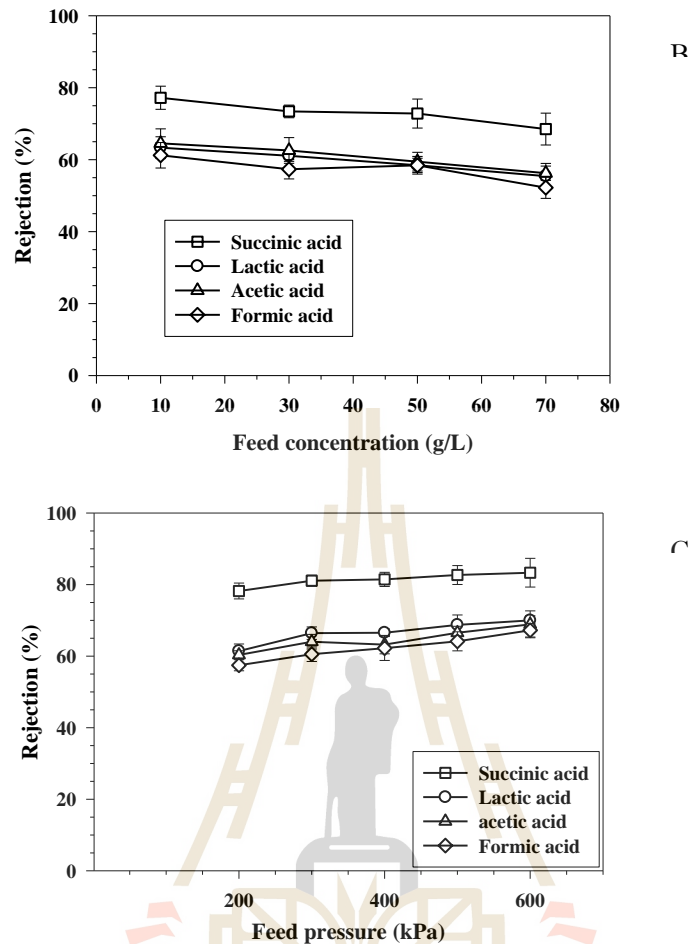 100
80
60
40
20
0
Rejection (%)
Succinic acid
Lactic acid
Acetic acid
Formic acid
0 10 20 30 40 50 60 70 80
Feed concentration (g/L)
100
80
60
40
20
0
Rejection (%)
Succinic acid
Lactic acid
acetic acid
Formic acid
200 400 600
Feed pressure (kPa)